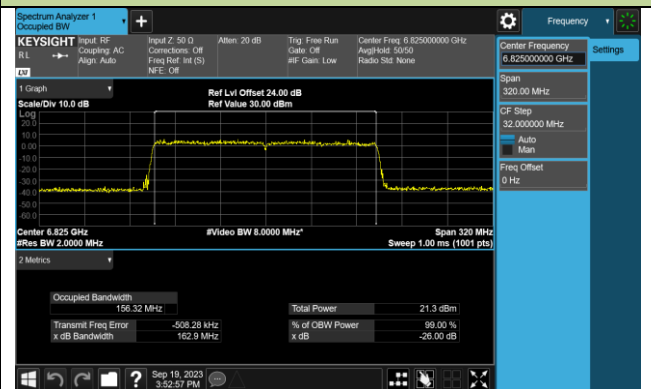 Spectrum Analyzer 1
Occupied BW
+
Frequency
KEYSIGHT Input: RF Input Z: 50 Ω Atten: 20 dB Trig: Free Run Center Freq: 6.825000000 GHz
RL Coupling: AC Corrections: Off Gate: Off Avg|Hold: 50/50
Align: Auto Freq Ref: Int (S) #IF Gain: Low Radio Std: None
LXI NFE: Off
Center Frequency
6.825000000 GHz
Settings
Span
320.00 MHz
CF Step
32.000000 MHz
Auto
Man
Freq Offset
0 Hz
1 Graph
Ref Lvl Offset 24.00 dB
Scale/Div 10.0 dB Ref Value 30.00 dBm
Log
20.0
10.0
0.00
-10.0
-20.0
-30.0
-40.0
-50.0
-60.0
Center 6.825 GHz #Video BW 8.0000 MHz* Span 320 MHz
#Res BW 2.0000 MHz Sweep 1.00 ms (1001 pts)
2 Metrics
Occupied Bandwidth
156.32 MHz Total Power 21.3 dBm
Transmit Freq Error -508.28 kHz % of OBW Power 99.00 %
x dB Bandwidth 162.9 MHz x dB -26.00 dB
? Sep 19, 2023
3:52:57 PM